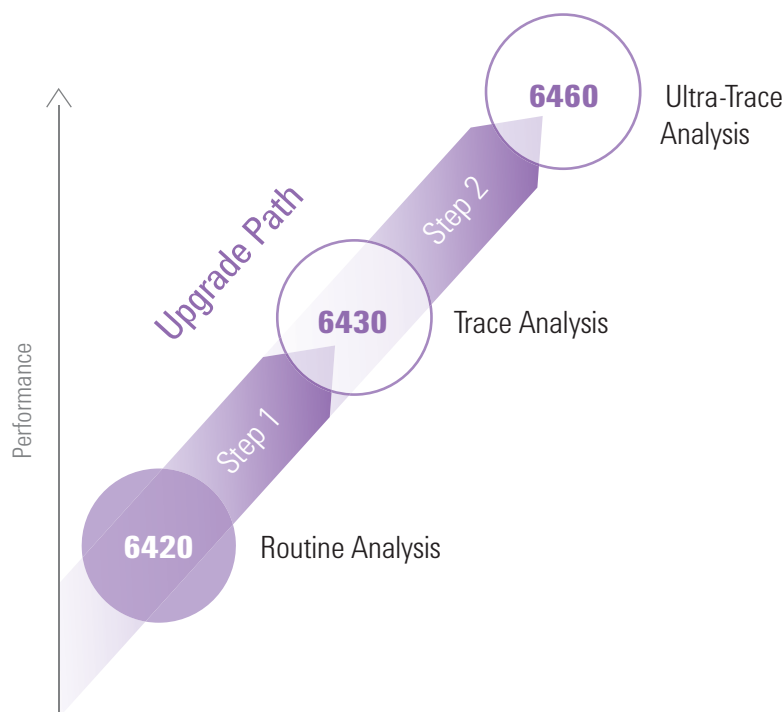 6460
Ultra-Trace
Analysis
Step 2
Upgrade Path
6430
Trace Analysis
Performance
Step 1
6420
Routine Analysis